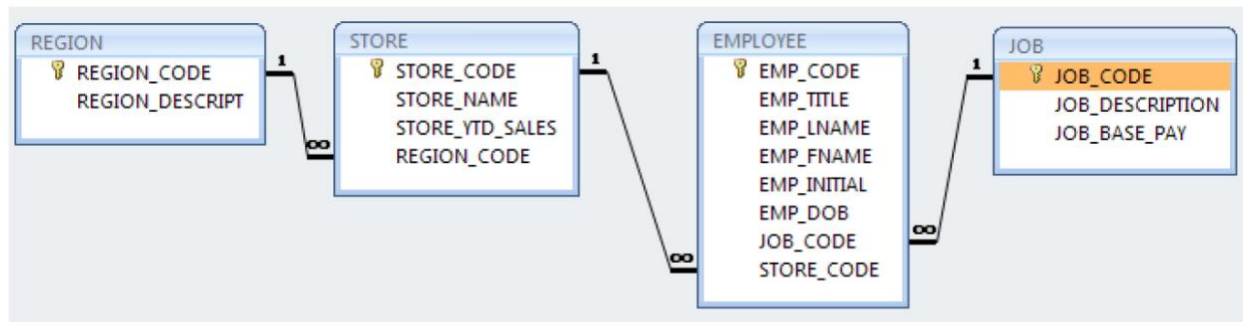 REGION
REGION_CODE
REGION_DESCRIPT
1
∞
STORE
STORE_CODE
STORE_NAME
STORE_YTD_SALES
REGION_CODE
1
∞
EMPLOYEE
EMP_CODE
EMP_TITLE
EMP_LNAME
EMP_FNAME
EMP_INITIAL
EMP_DOB
JOB_CODE
STORE_CODE
1
∞
JOB
JOB_CODE
JOB_DESCRIPTION
JOB_BASE_PAY